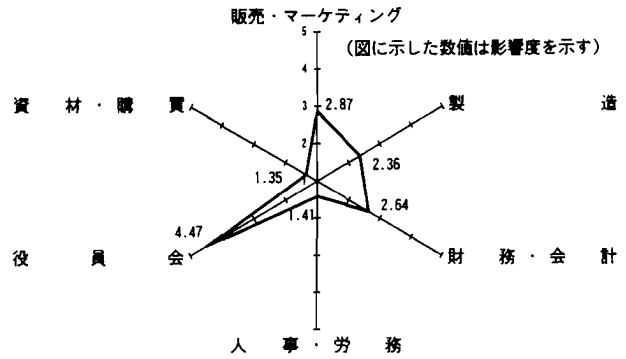 販売・マーケティング
（図に示した数値は影響度を示す）
5
4
3
2
1
2.87
資材・購買
製造
2.36
1.35
2.64
1.41
4.47
役員会
財務・会計
人事・労務